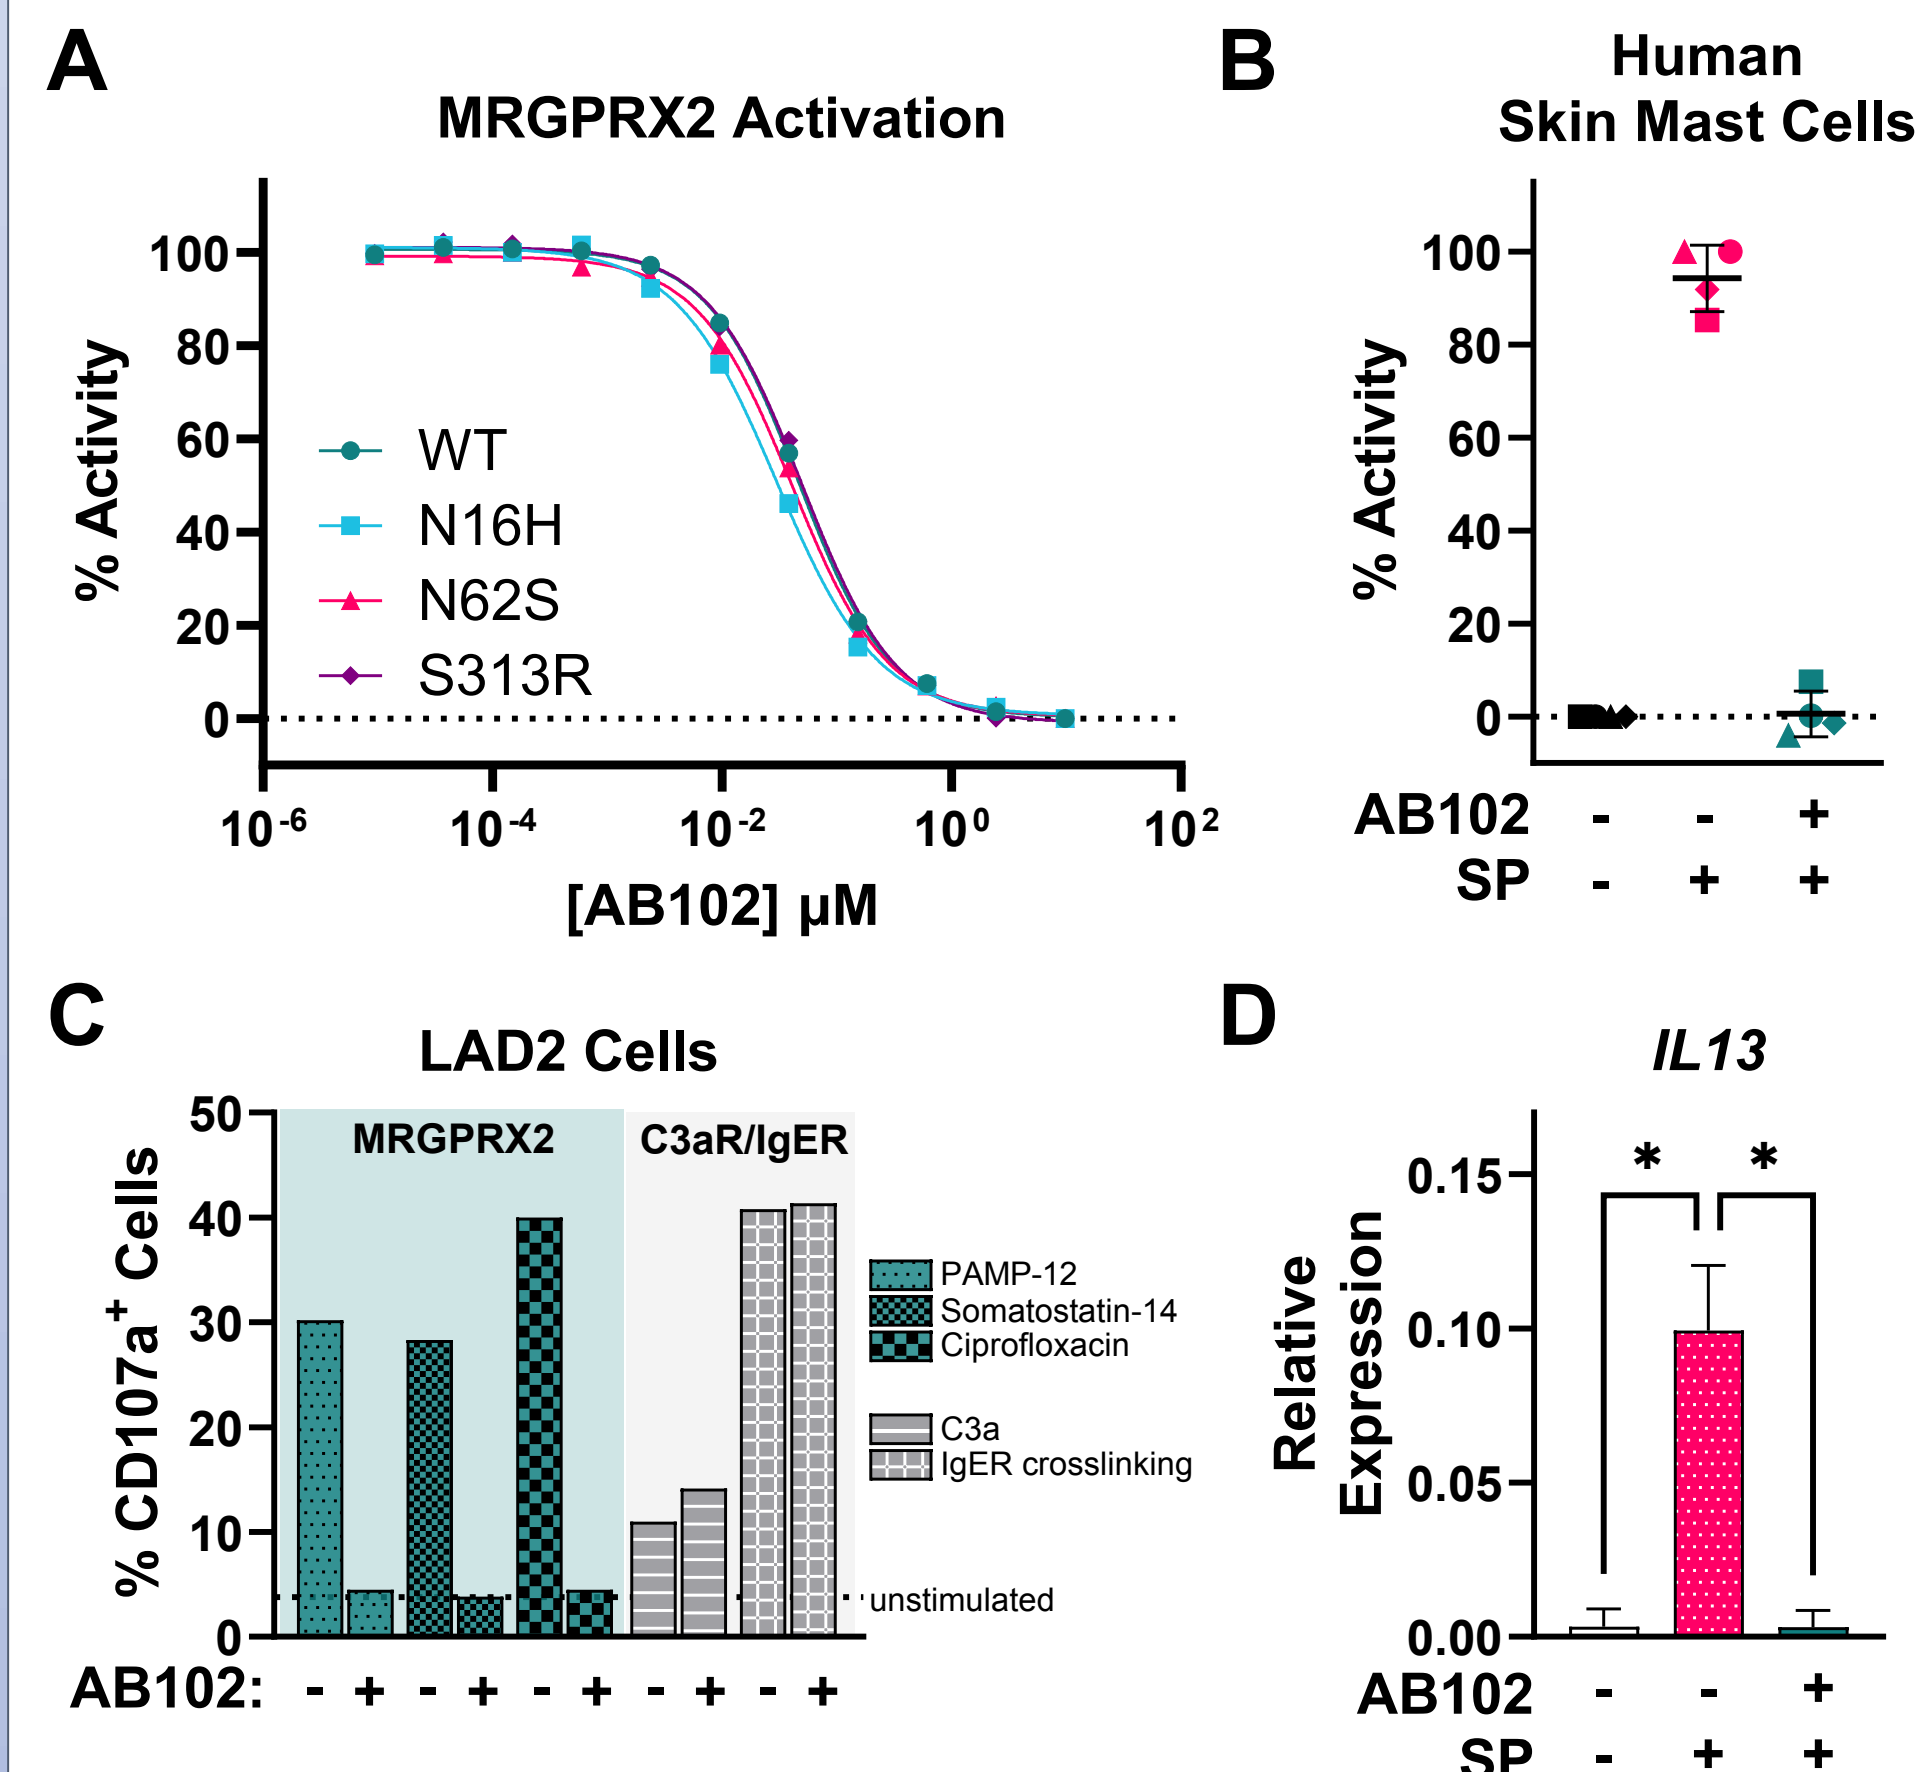 A
MRGPRX2 Activation
% Activity
100
80
60
40
20
0
WT
N16H
N62S
S313R
10-6
10-4
10-2
100
102
[AB102] µM
B
Human
Skin Mast Cells
% Activity
100
80
60
40
20
0
AB102 - - +
SP - + +
C
LAD2 Cells
% CD107a+ Cells
50
40
30
20
10
0
MRGPRX2
C3aR/IgER
PAMP-12
Somatostatin-14
Ciprofloxacin
C3a
IgER crosslinking
unstimulated
AB102: - + - + - + - + - +
D
IL13
Relative
Expression
0.15
0.10
0.05
0.00
* *
AB102 - - +
SP - + +